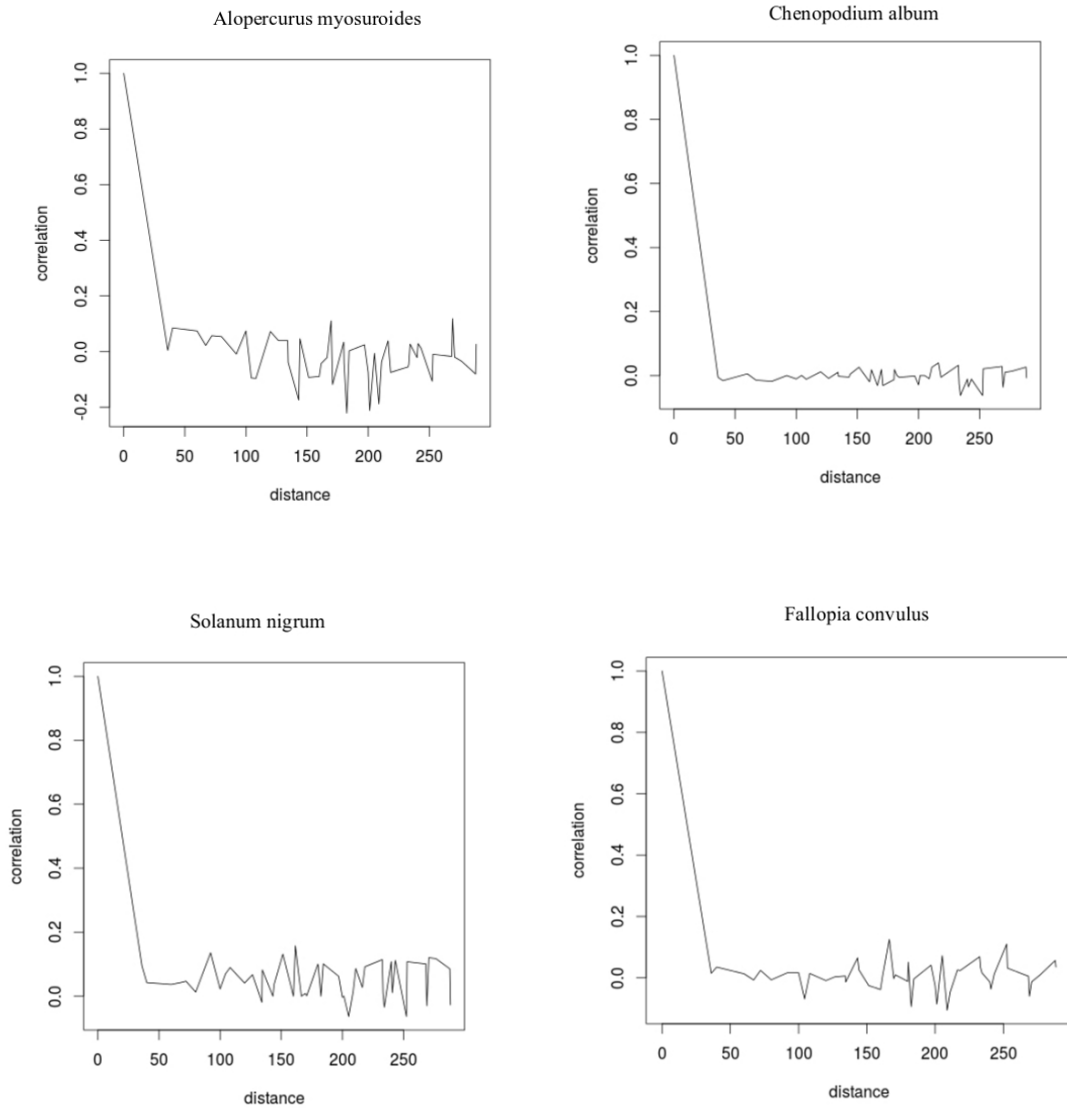 Alopercurus myosuroides
Chenopodium album
correlation
-0.2 0.0 0.2 0.4 0.6 0.8 1.0
0 50 100 150 200 250
distance
correlation
0.0 0.2 0.4 0.6 0.8 1.0
0 50 100 150 200 250
distance
Solanum nigrum
Fallopia convulus
correlation
0.0 0.2 0.4 0.6 0.8 1.0
0 50 100 150 200 250
distance
correlation
0.0 0.2 0.4 0.6 0.8 1.0
0 50 100 150 200 250
distance